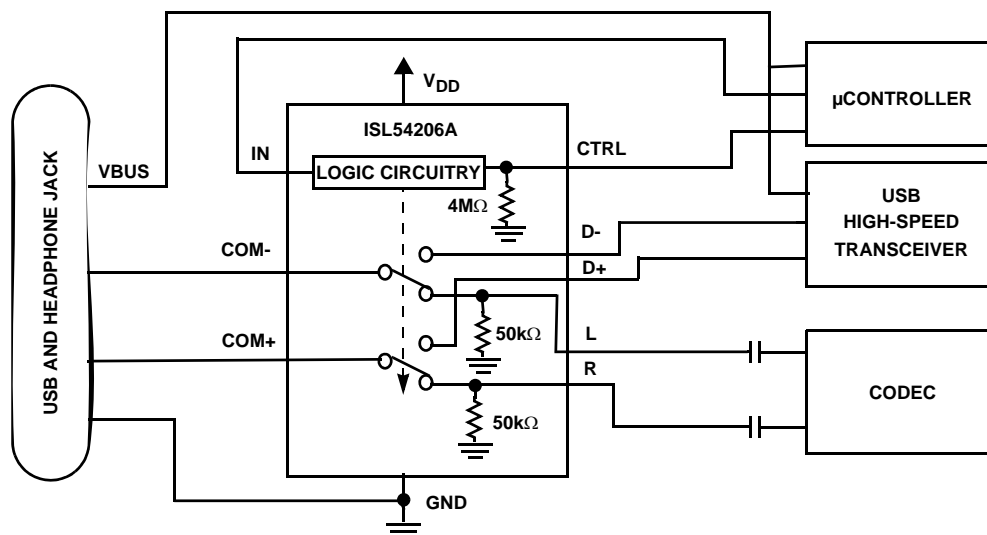 VDD
ISL54206A
µCONTROLLER
IN
LOGIC CIRCUITRY
CTRL
VBUS
4MΩ
USB
HIGH-SPEED
TRANSCEIVER
D-
COM-
D+
50kΩ
L
COM+
R
50kΩ
CODEC
GND
USB AND HEADPHONE JACK